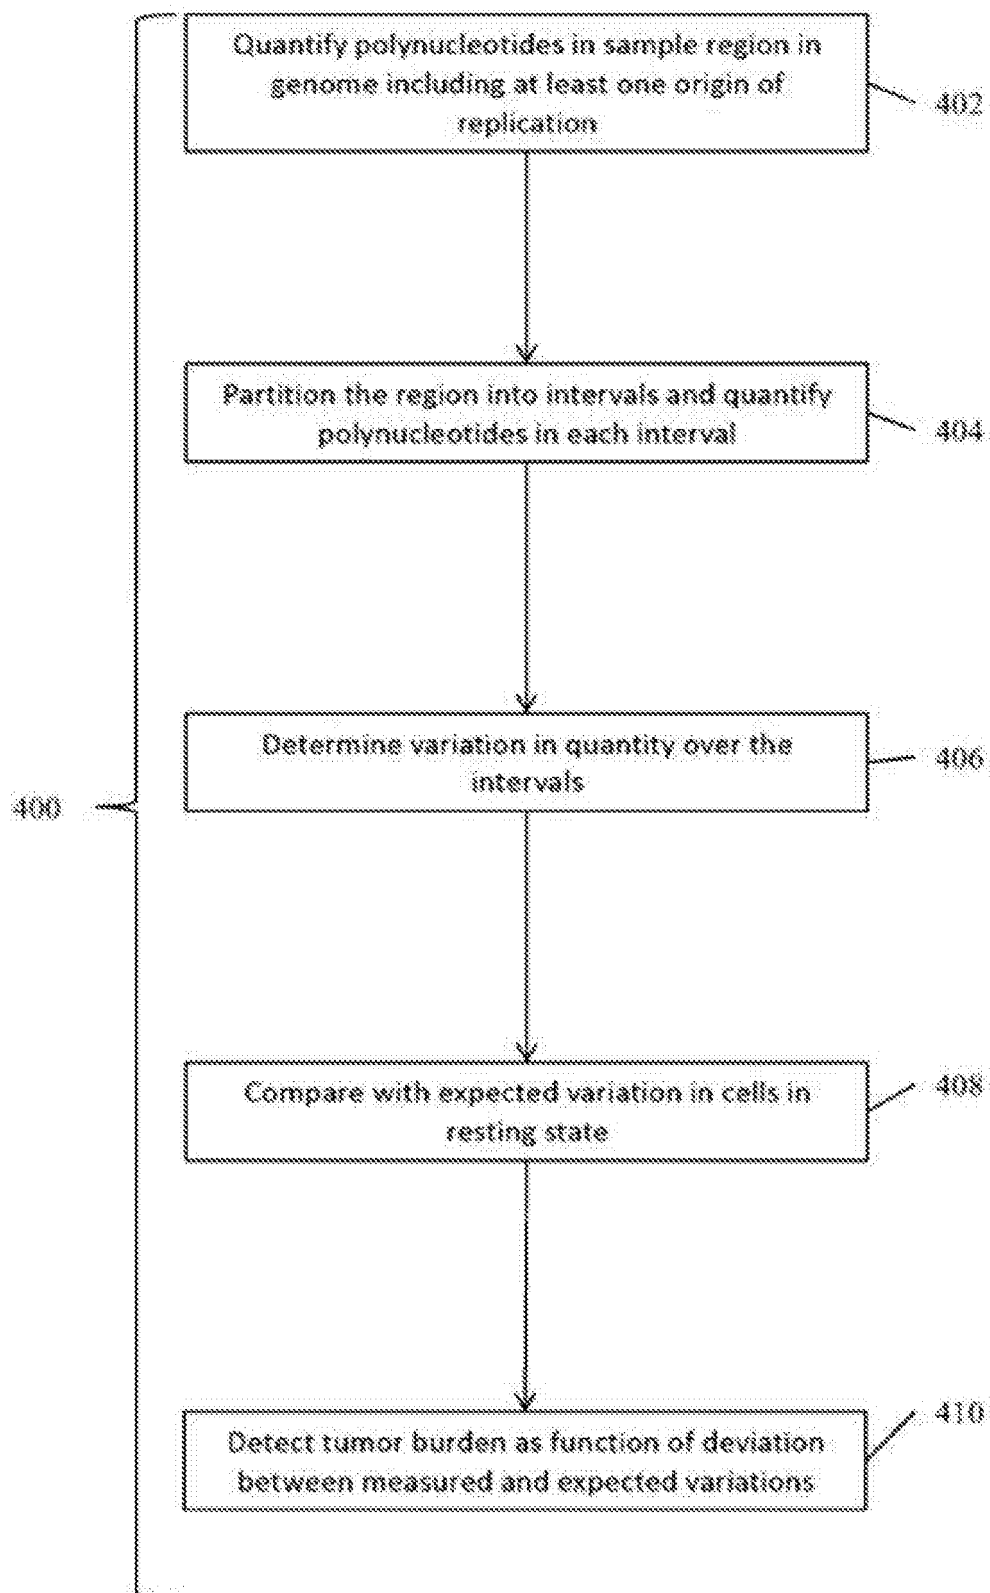 Quantify polynucleotides in sample region in
genome including at least one origin of
replication
402
Partition the region into intervals and quantify
polynucleotides in each interval
404
Determine variation in quantity over the
intervals
406
400
Compare with expected variation in cells in
resting state
408
Detect tumor burden as function of deviation
between measured and expected variations
410